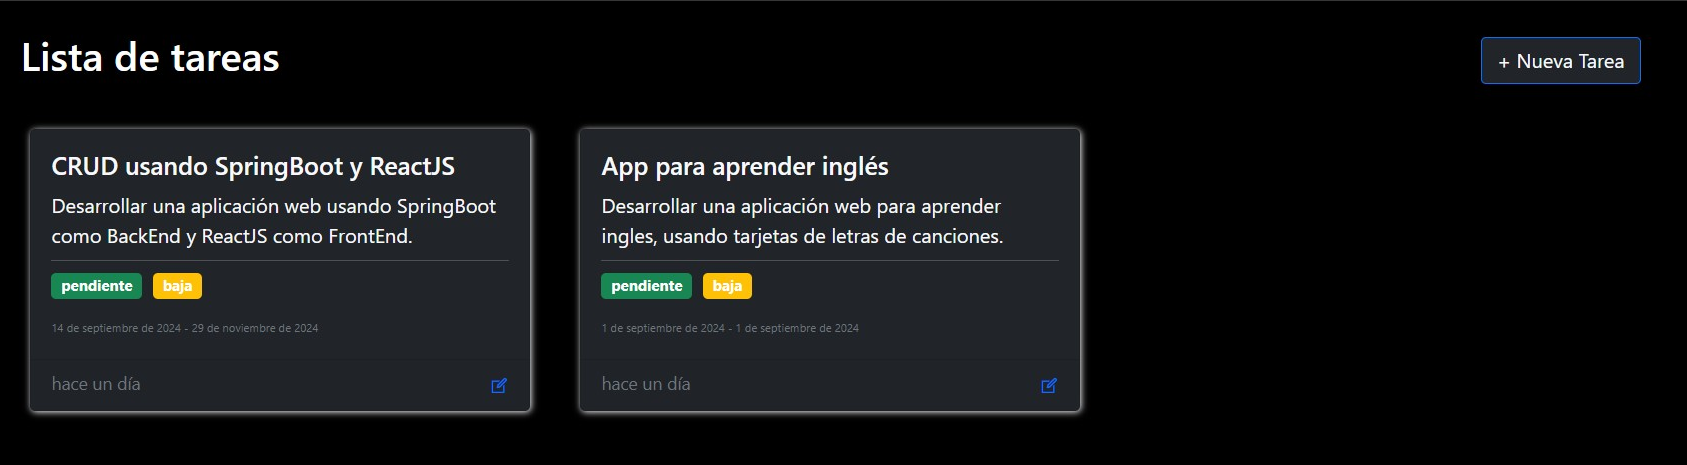 Lista de tareas
+ Nueva Tarea
CRUD usando SpringBoot y ReactJS
Desarrollar una aplicación web usando SpringBoot
como BackEnd y ReactJS como FrontEnd.
pendiente baja
14 de septiembre de 2024 - 29 de noviembre de 2024
hace un día
App para aprender inglés
Desarrollar una aplicación web para aprender
ingles, usando tarjetas de letras de canciones.
pendiente baja
1 de septiembre de 2024 - 1 de septiembre de 2024
hace un día